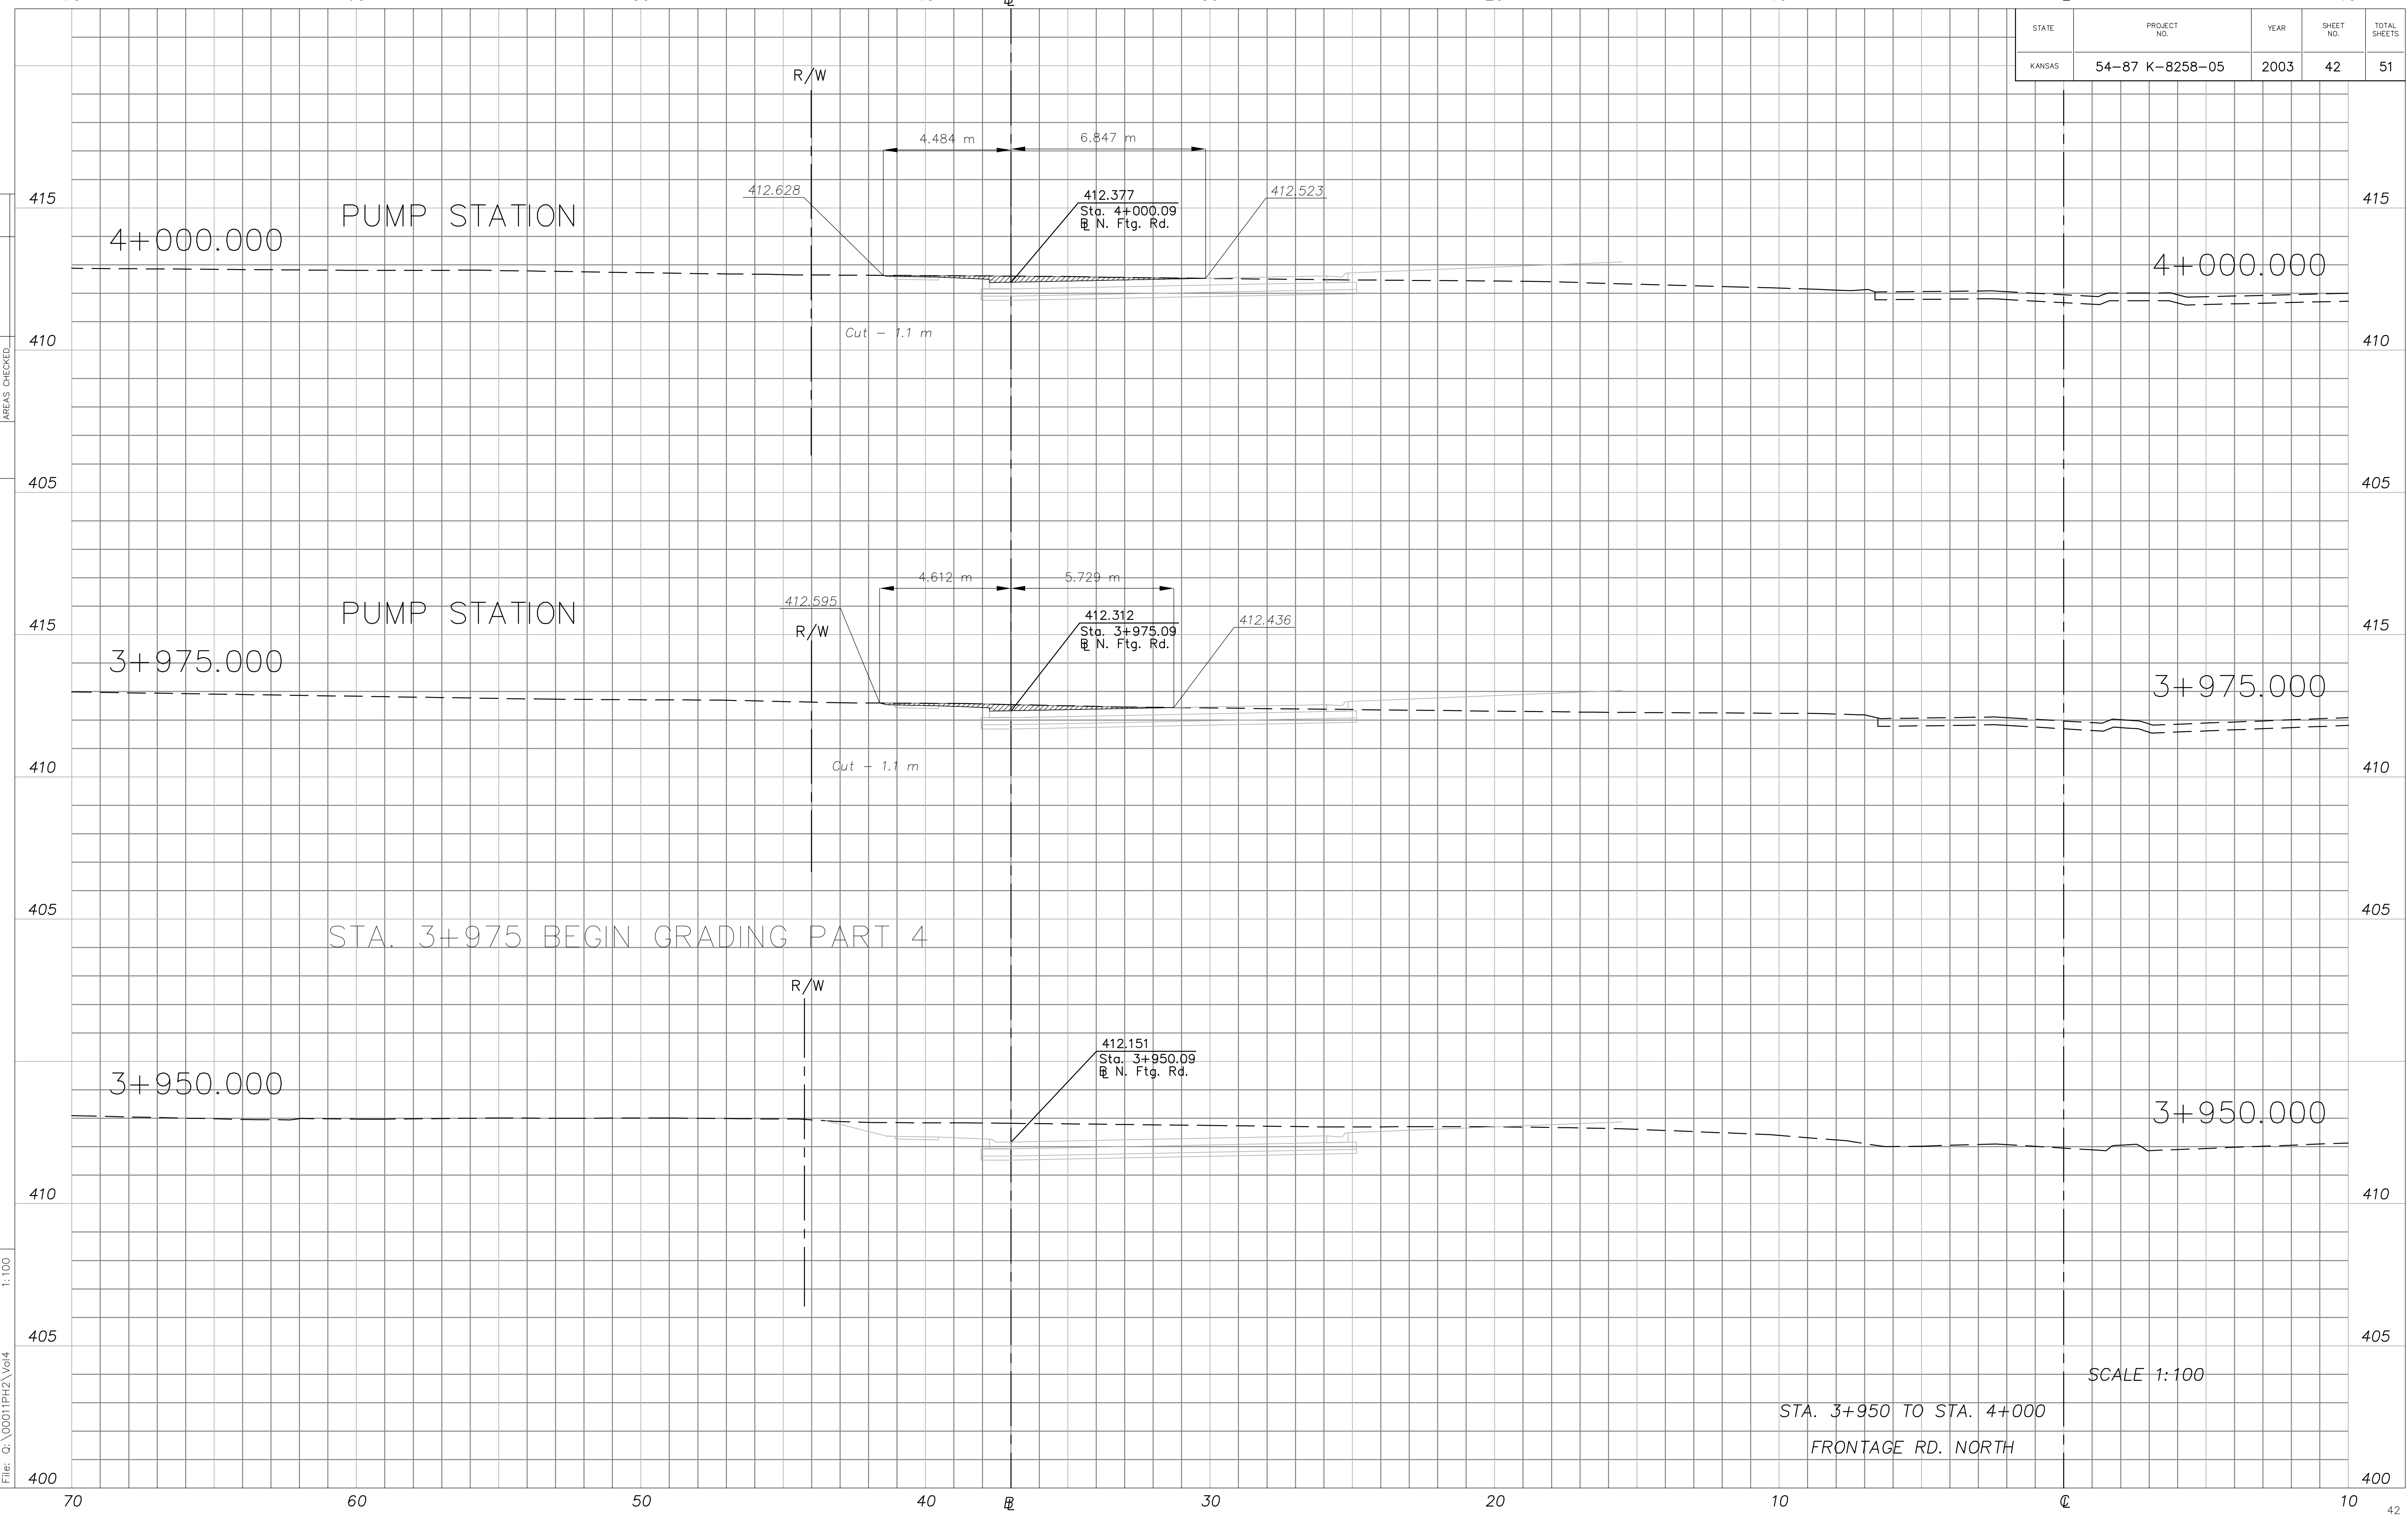 STATE PROJECT NO. YEAR SHEET NO. TOTAL SHEETS
KANSAS 54-87 K-8258-05 2003 42 51
R/W
4.484 m 6.847 m
412.628 412.377 412.523
Sta. 4+000.09
℄ N. Ftg. Rd.
415 PUMP STATION 415
4+000.000 4+000.000
Cut - 1.1 m
410 410
AREAS CHECKED
405 405
4.612 m 5.729 m
412.595 412.312 412.436
R/W Sta. 3+975.09
℄ N. Ftg. Rd.
415 PUMP STATION 415
3+975.000 3+975.000
Cut - 1.1 m
410 410
405 405
STA. 3+975 BEGIN GRADING PART 4
R/W
412.151
Sta. 3+950.09
℄ N. Ftg. Rd.
3+950.000 3+950.000
410 410
1:100
405 405
SCALE 1:100
STA. 3+950 TO STA. 4+000
FRONTAGE RD. NORTH
File: Q:\00011PH2\Vol4
400 400
70 60 50 40 ℄ 30 20 10 ℄ 10
42